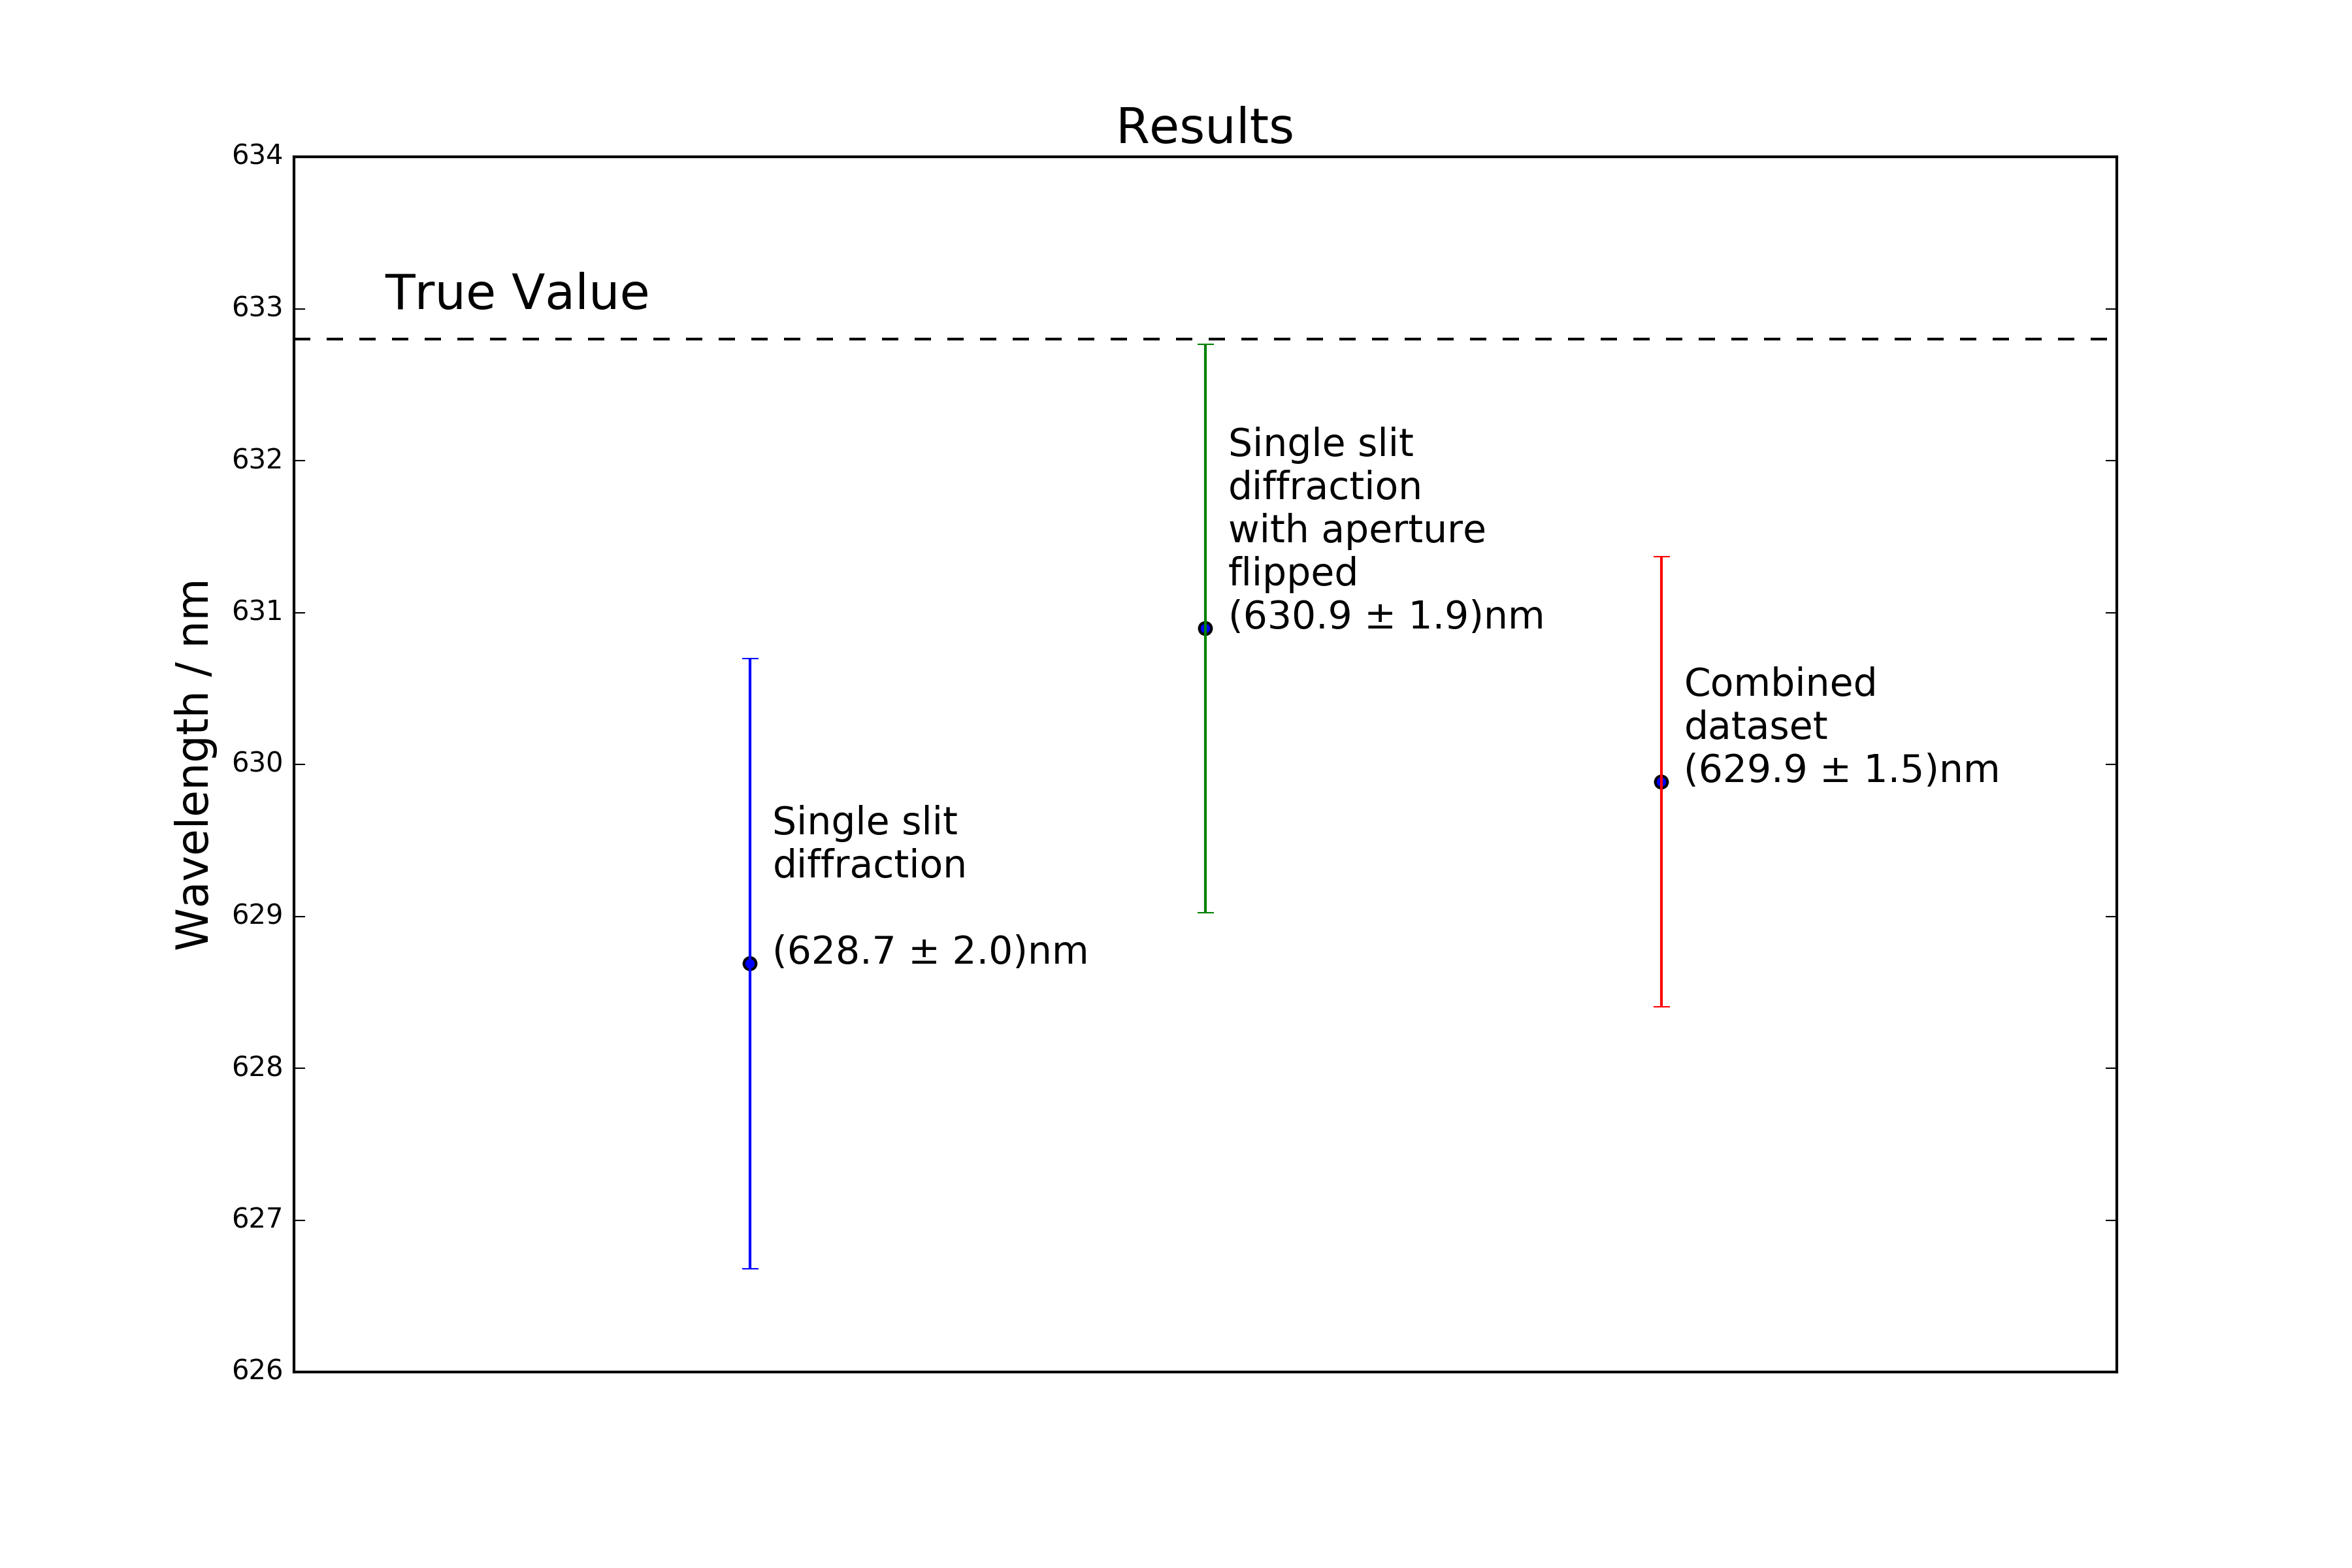 Results
634
633
632
631
630
629
628
627
626
Wavelength / nm
True Value
Single slit
diffraction
(628.7 ± 2.0)nm
Single slit
diffraction
with aperture
flipped
(630.9 ± 1.9)nm
Combined
dataset
(629.9 ± 1.5)nm